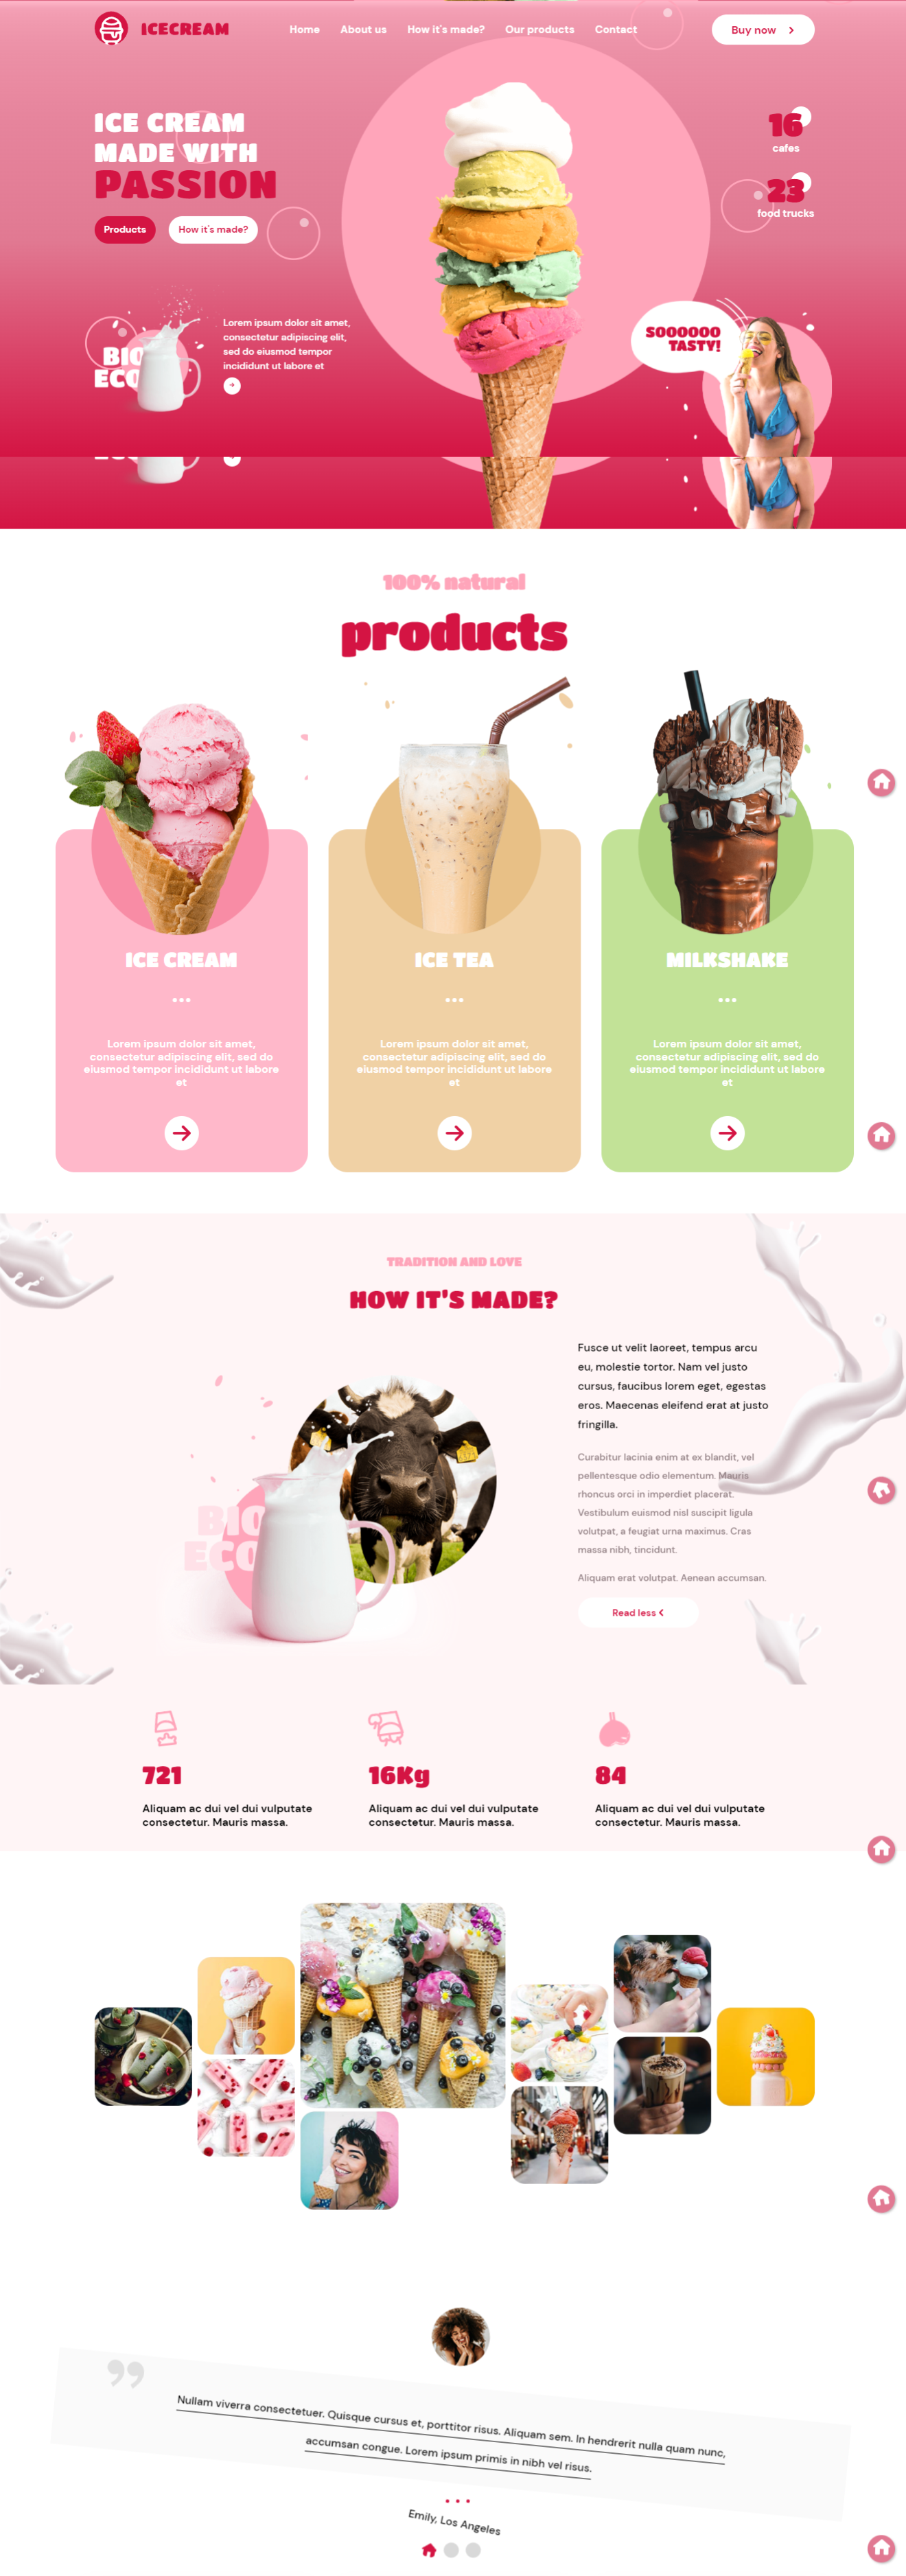 ICECREAM
Home
About us
How it's made?
Our products
Contact
Buy now
ICE CREAM
MADE WITH
PASSION
Products
How it's made?
16
cafes
23
food trucks
BIO
ECO
Lorem ipsum dolor sit amet,
consectetur adipiscing elit,
sed do eiusmod tempor
incididunt ut labore et
SOOOOOO
TASTY!
100% natural
products
ICE CREAM
Lorem ipsum dolor sit amet,
consectetur adipiscing elit, sed do
eiusmod tempor incididunt ut labore
et
ICE TEA
Lorem ipsum dolor sit amet,
consectetur adipiscing elit, sed do
eiusmod tempor incididunt ut labore
et
MILKSHAKE
Lorem ipsum dolor sit amet,
consectetur adipiscing elit, sed do
eiusmod tempor incididunt ut labore
et
TRADITION AND LOVE
HOW IT'S MADE?
BIO
ECO
Fusce ut velit laoreet, tempus arcu
eu, molestie tortor. Nam vel justo
cursus, faucibus lorem eget, egestas
eros. Maecenas eleifend erat at justo
fringilla.
Curabitur lacinia enim at ex blandit, vel
pellentesque odio elementum. Mauris
rhoncus orci in imperdiet placerat.
Vestibulum euismod nisl suscipit ligula
volutpat, a feugiat urna maximus. Cras
massa nibh, tincidunt.
Aliquam erat volutpat. Aenean accumsan.
Read less
721
Aliquam ac dui vel dui vulputate
consectetur. Mauris massa.
16Kg
Aliquam ac dui vel dui vulputate
consectetur. Mauris massa.
84
Aliquam ac dui vel dui vulputate
consectetur. Mauris massa.
Nullam viverra consectetuer. Quisque cursus et, porttitor risus. Aliquam sem. In hendrerit nulla quam nunc,
accumsan congue. Lorem ipsum primis in nibh vel risus.
Emily, Los Angeles